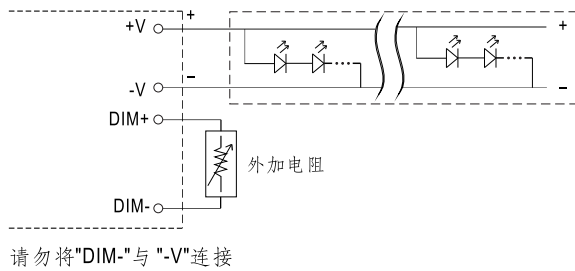 +V
+
+
-V
−
−
DIM+
外加电阻
DIM-
请勿将"DIM-"与 "-V"连接